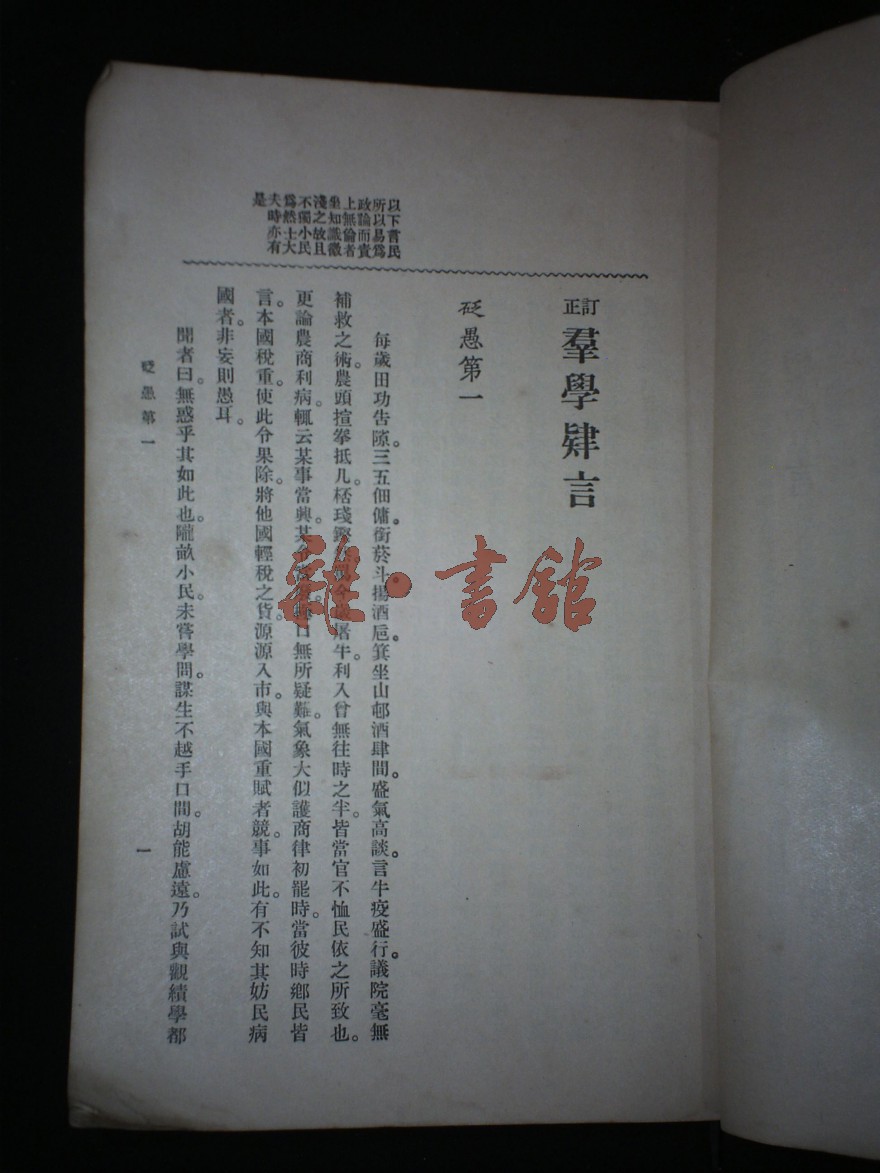 訂正 羣學肄言
砭愚第一
以下言民
所以易爲
政論而責
上無倫者
坐知識微
淺之故且
不獨小民
爲然士大
夫時亦有
是
每歲田功告隙。三五佃傭。銜菸斗。揚酒巵。箕坐山邨酒肆間。盛氣高談。言牛疫盛行。議院毫無
補救之術。農頭揎拳抵几。桮琖鏗 屠牛。利入曾無往時之半。皆當官不恤民依之所致也。
更論農商利病。輒云某事當興。某 口無所疑難。氣象大似護商律初罷時。當彼時鄉民皆
言。本國稅重。使此令果除。將他國輕稅之貨。源源入市。與本國重賦者競。事如此。有不知其妨民病
國者。非妄則愚耳。
聞者曰。無惑乎其如此也。隴畝小民。未嘗學問。謀生不越手口間。胡能慮遠。乃試與觀績學都
砭愚第一
一
雜·書館